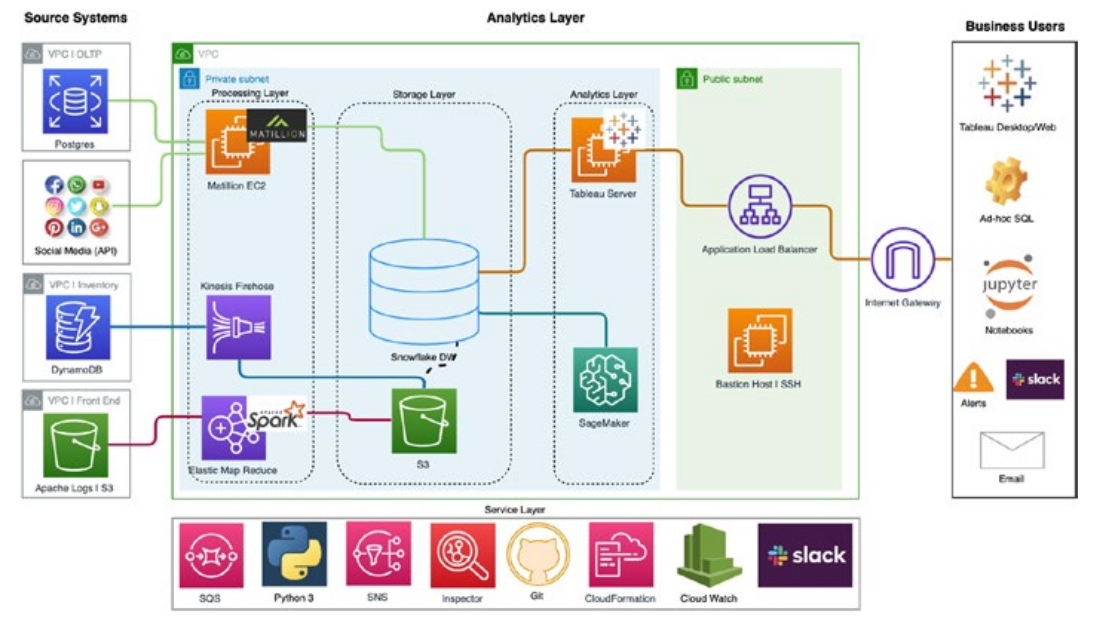 Source Systems
Analytics Layer
Business Users
VPC | OLTP
Postgres
Social Media (API)
VPC | Inventory
DynamoDB
VPC | Front End
Apache Logs | S3
VPC
Private subnet
Processing Layer
MATILLION
Matillion EC2
Kinesis Firehose
APACHE
Spark
Elastic Map Reduce
Storage Layer
Snowflake DW
S3
Analytics Layer
Tableau Server
SageMaker
Public subnet
Application Load Balancer
Bastion Host | SSH
Internet Gateway
Tableau Desktop/Web
Ad-hoc SQL
jupyter
Notebooks
Alerts
slack
Email
Service Layer
SQS
Python 3
SNS
Inspector
Git
CloudFormation
Cloud Watch
slack